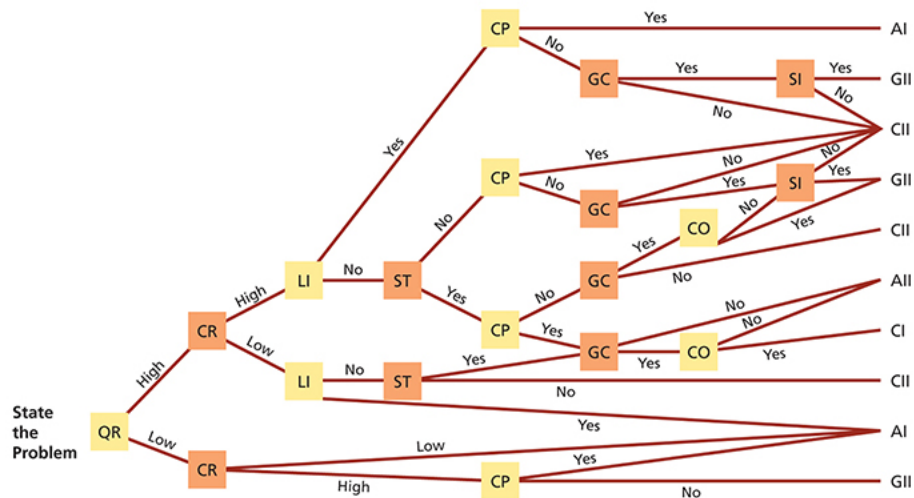 CP
Yes
AI
No
GC
Yes
SI
Yes
GII
No
No
CII
Yes
CP
Yes
No
No
No
GC
Yes
SI
Yes
GII
No
CO
No
Yes
Yes
CII
High
LI
No
ST
GC
No
AII
Yes
No
No
No
CR
CP
Yes
GC
Yes
CO
Yes
CI
Low
Yes
High
LI
No
ST
No
CII
State
the
Problem
QR
Yes
AI
Low
Low
CR
Yes
High
CP
No
GII